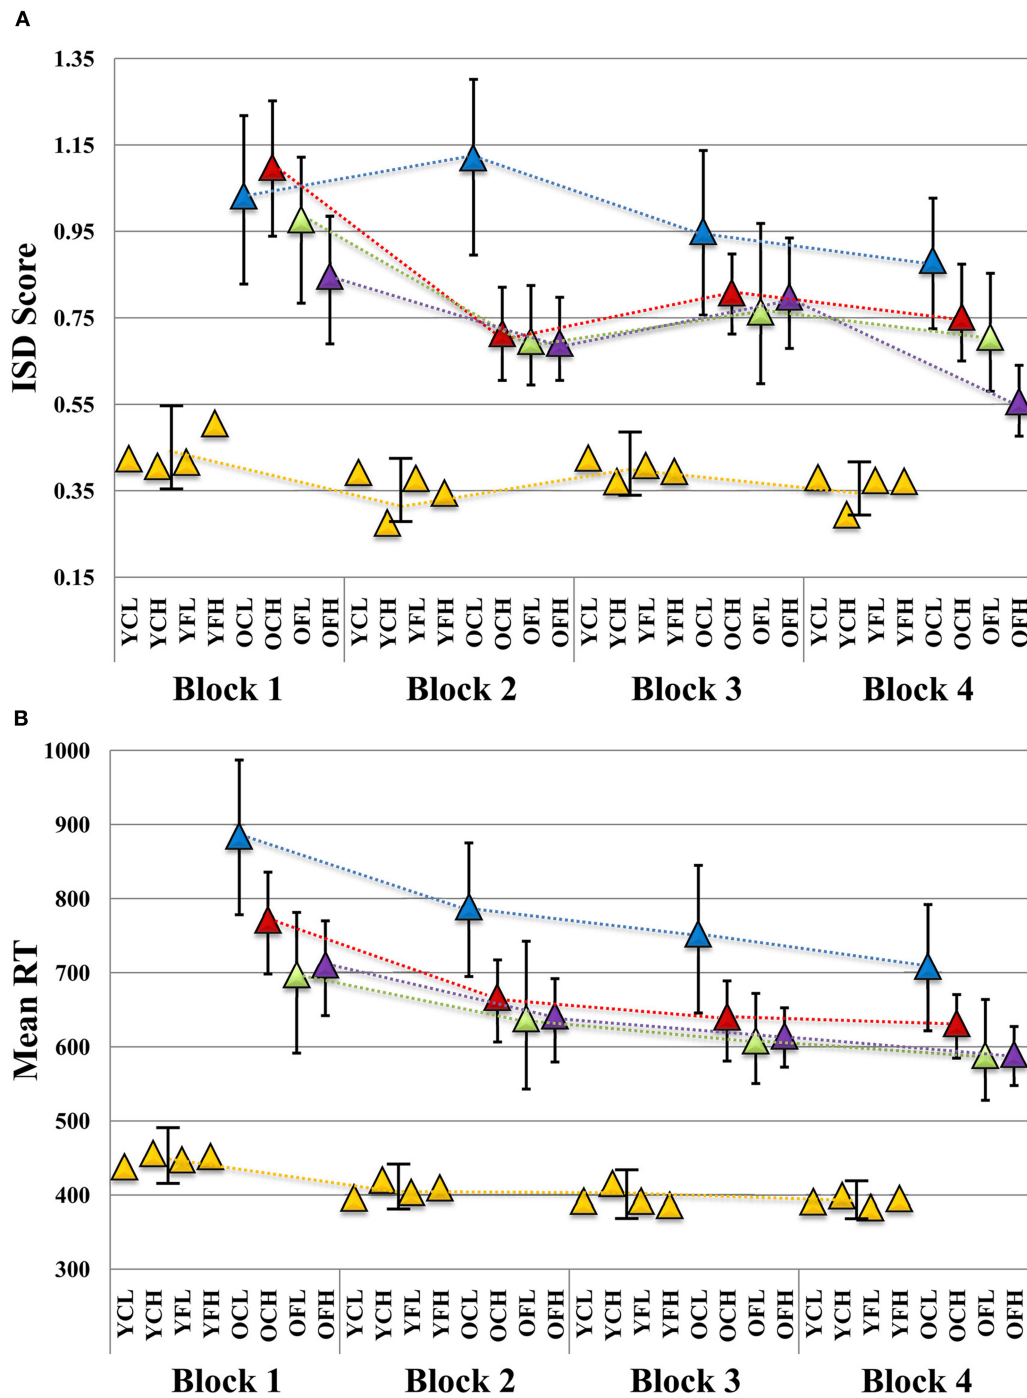 A
1.35
1.15
0.95
0.75
0.55
0.35
0.15
ISD Score
YCL YCH YFL YFH OCL OCH OFL OFH YCL YCH YFL YFH OCL OCH OFL OFH YCL YCH YFL YFH OCL OCH OFL OFH YCL YCH YFL YFH OCL OCH OFL OFH
Block 1 Block 2 Block 3 Block 4
B
1000
900
800
700
600
500
400
300
Mean RT
YCL YCH YFL YFH OCL OCH OFL OFH YCL YCH YFL YFH OCL OCH OFL OFH YCL YCH YFL YFH OCL OCH OFL OFH YCL YCH YFL YFH OCL OCH OFL OFH
Block 1 Block 2 Block 3 Block 4